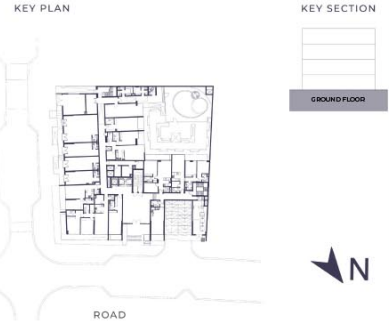 KEY PLAN
KEY SECTION
GROUND FLOOR
N
ROAD